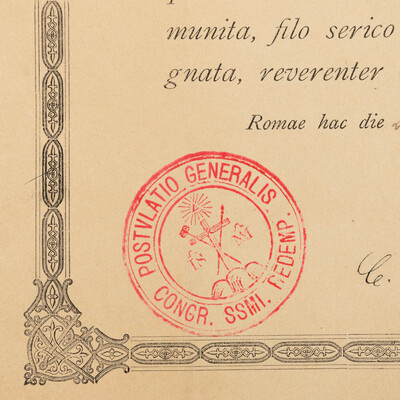 munita, filo serico
gnata, reverenter
Romae hac die
POSTVLATIO GENERALIS
CONGR. SSMI. REDEMP.